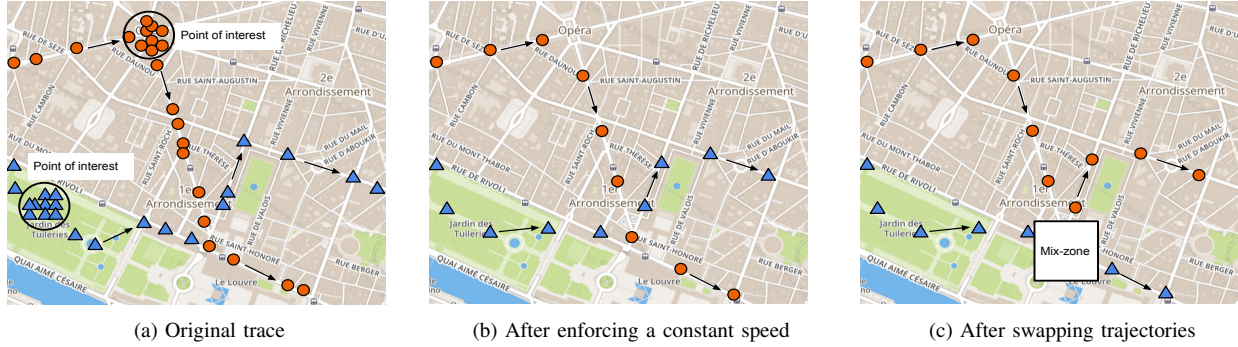 RUE DE SÈZE
Opéra
Point of interest
RUE DAUNOU
RUE DE RICHELIEU
RUE D'U
RUE SAINT-AUGUSTIN
2e
Arrondissement
RUE CAMBON
RUE VIVIENNE
RUE DU MAIL
RUE D'ABOUKIR
RUE SAINT-ROCH
RUE THÉRÈSE
RUE DU MONT THABOR
Point of interest
DE RIVOLI
1er
Arrondissement
RUE DE VALOIS
Jardin des
Tuileries
RUE SAINT-HONORÉ
RUE BERGER
QUAI AIMÉ CÉSAIRE
Le Louvre
(a) Original trace
RUE DE SÈZE
Opéra
RUE DAUNOU
DE RICHELIEU
RUE D'UZ
RUE SAINT-AUGUSTIN
2e
Arrondissement
RUE CAMBON
RUE VIVIENNE
RUE DU MAIL
RUE D'ABOUKIR
RUE SAINT-ROCH
RUE THÉRÈSE
RUE DU MONT THABOR
RUE DE RIVOLI
1er
Arrondissement
RUE DE VALOIS
Jardin des
Tuileries
RUE SAINT-HONORÉ
RUE BERGER
QUAI AIMÉ CÉSAIRE
Le Louvre
(b) After enforcing a constant speed
RUE DE SÈZE
Opéra
RUE DAUNOU
DE RICHELIEU
RUE D'UZ
RUE SAINT-AUGUSTIN
2e
Arrondissement
RUE CAMBON
RUE VIVIENNE
RUE DU MAIL
RUE D'ABOUKIR
RUE SAINT-ROCH
RUE THÉRÈSE
RUE DU MONT THABOR
RUE DE RIVOLI
1er
Arrondissement
RUE DE VALOIS
Jardin des
Tuileries
Mix-zone
HONORÉ
RUE BERGER
QUAI AIMÉ CÉSAIRE
(c) After swapping trajectories